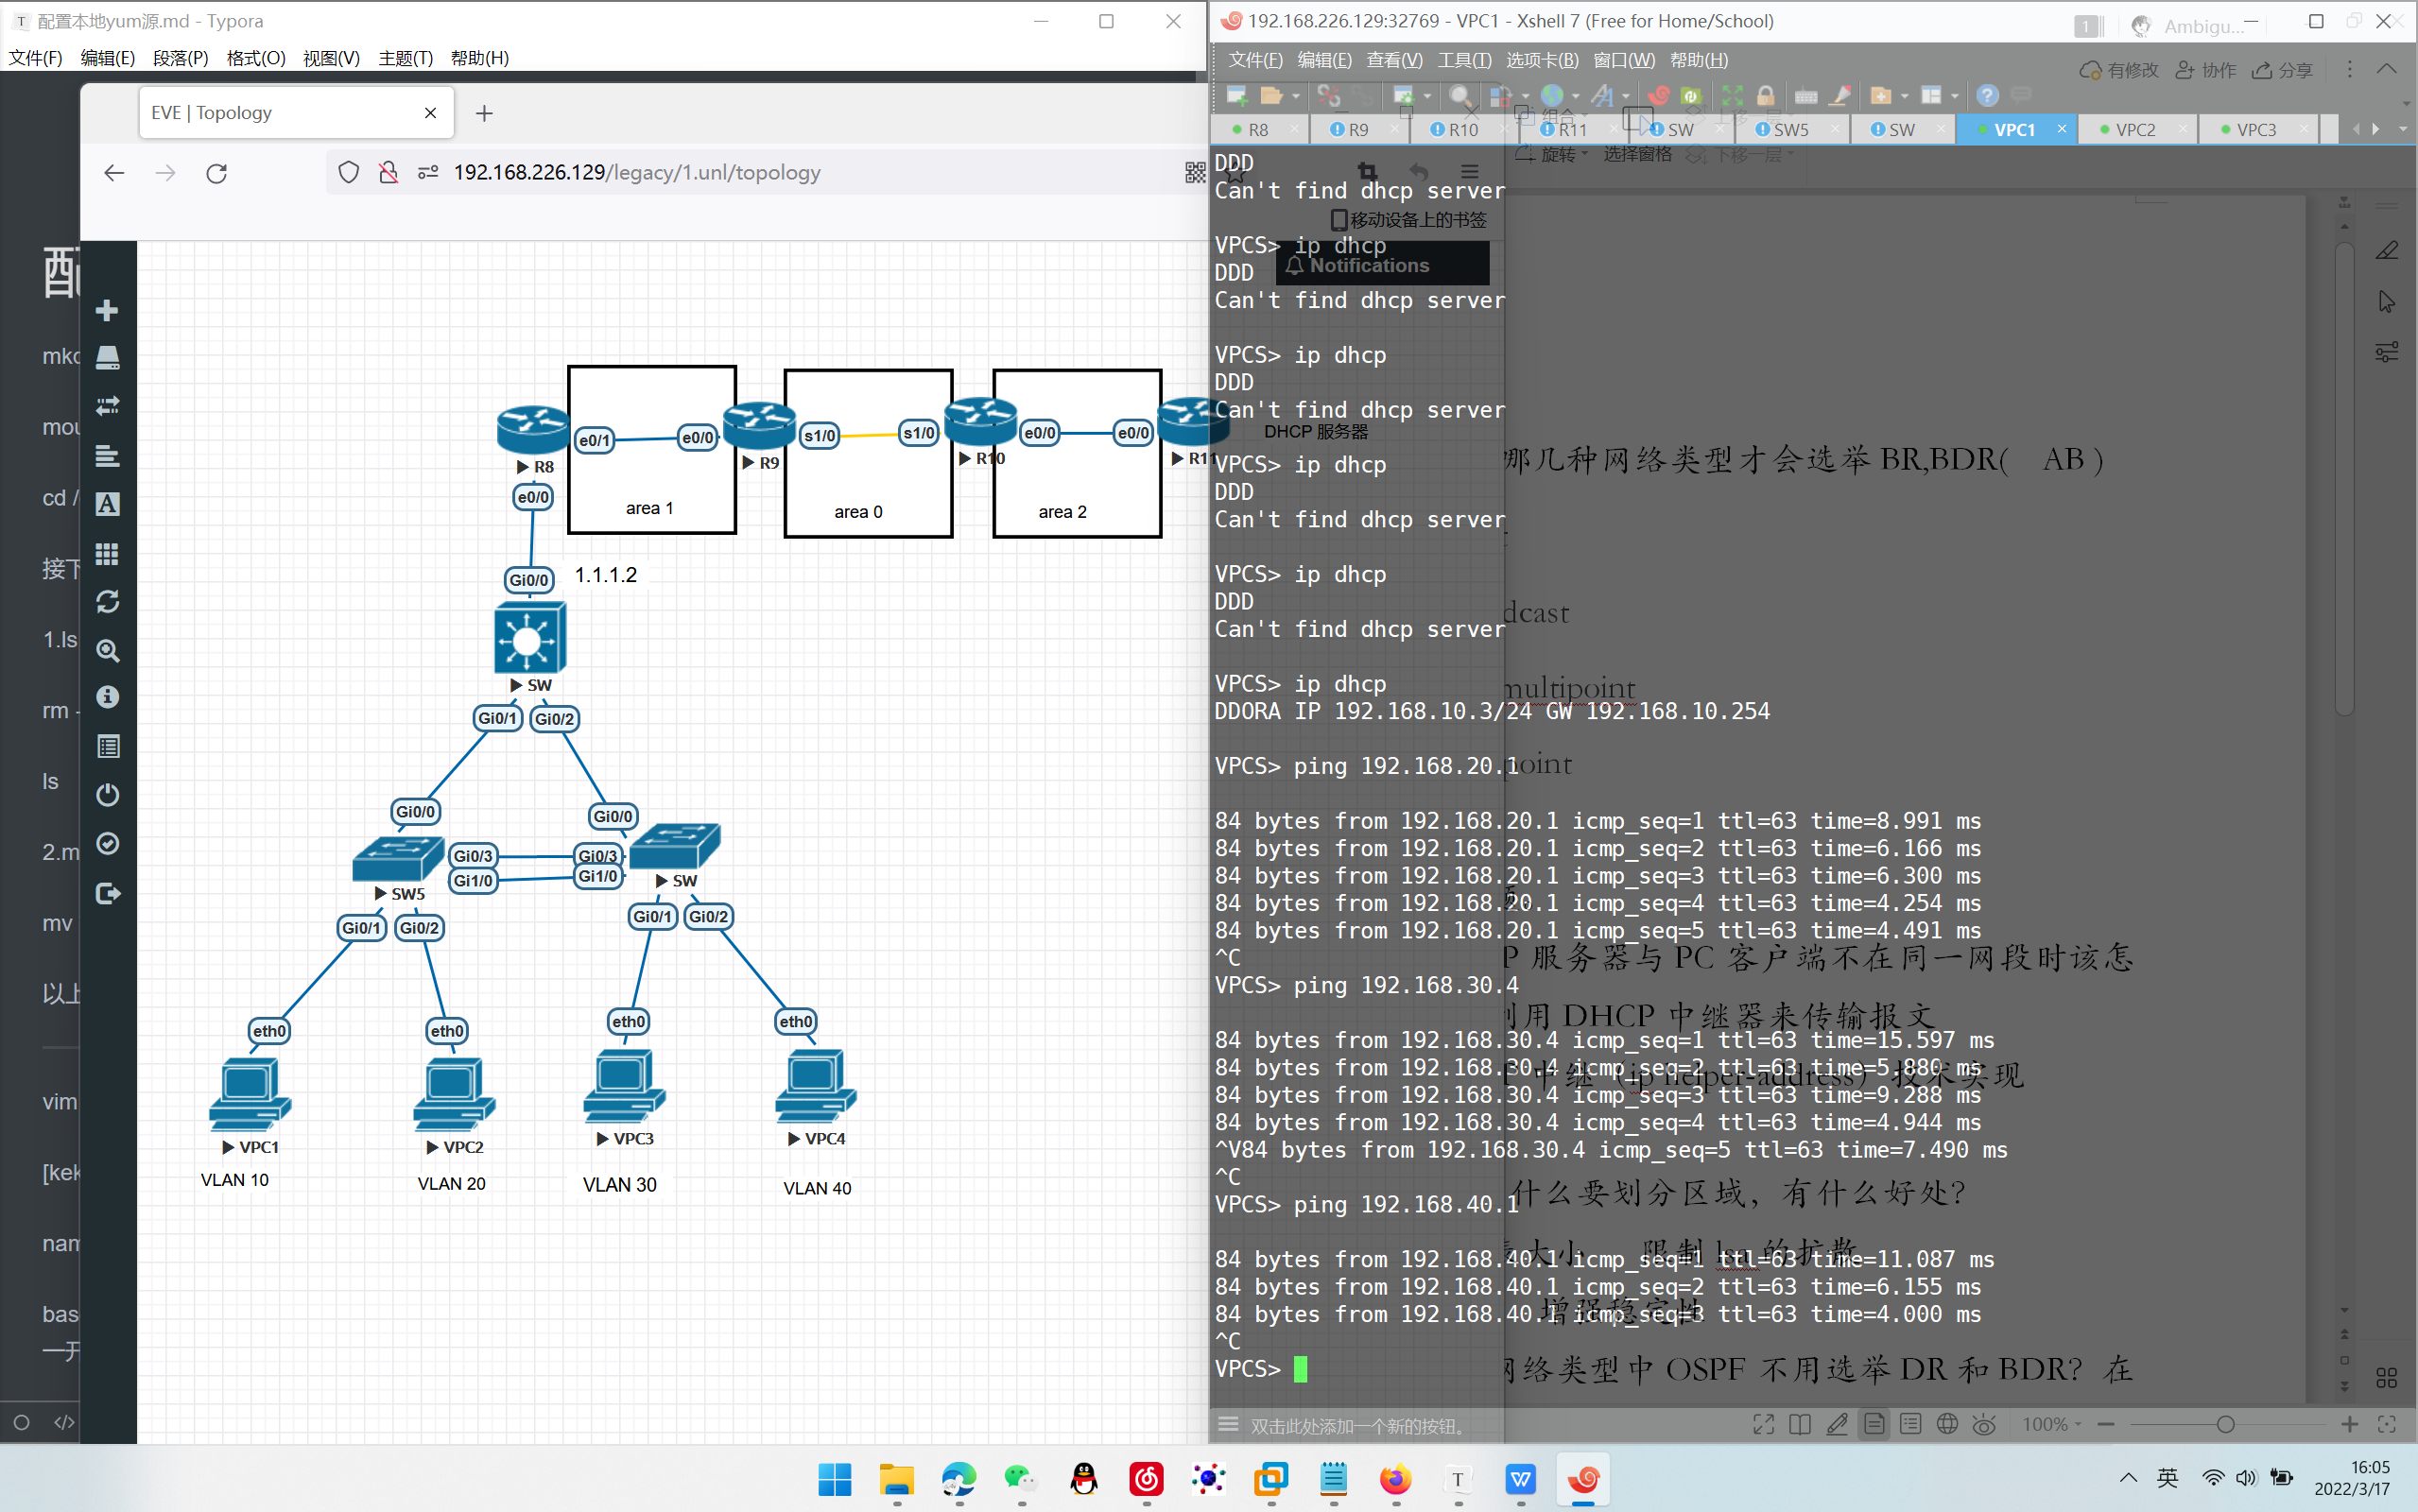 配置本地yum源.md - Typora
文件(F) 编辑(E) 段落(P) 格式(O) 视图(V) 主题(T) 帮助(H)
EVE | Topology
192.168.226.129/legacy/1.unl/topology
mou
cd /
接下
1.ls
rm -
ls
2.m
mv
以上
vim
[kek
nam
bas
e0/1
e0/0
s1/0
s1/0
e0/0
e0/0
R8
R9
R10
R11
DHCP 服务器
e0/0
area 1
area 0
area 2
Gi0/0
1.1.1.2
SW
Gi0/1
Gi0/2
Gi0/0
Gi0/0
Gi0/3
Gi0/3
Gi1/0
Gi1/0
SW5
SW
Gi0/1
Gi0/2
Gi0/1
Gi0/2
eth0
eth0
eth0
eth0
VPC1
VPC2
VPC3
VPC4
VLAN 10
VLAN 20
VLAN 30
VLAN 40
192.168.226.129:32769 - VPC1 - Xshell 7 (Free for Home/School)
Ambigu...
文件(F) 编辑(E) 查看(V) 工具(T) 选项卡(B) 窗口(W) 帮助(H)
有修改 协作 分享
组合 上移一层
R8 R9 R10 R11 SW SW5 SW VPC1 VPC2 VPC3
旋转 选择窗格 下移一层
移动设备上的书签
Notifications
DDD
Can't find dhcp server
VPCS> ip dhcp
DDD
Can't find dhcp server
VPCS> ip dhcp
DDD
Can't find dhcp server
VPCS> ip dhcp
DDD
Can't find dhcp server
VPCS> ip dhcp
DDD
Can't find dhcp server
VPCS> ip dhcp
DDORA IP 192.168.10.3/24 GW 192.168.10.254
VPCS> ping 192.168.20.1
84 bytes from 192.168.20.1 icmp_seq=1 ttl=63 time=8.991 ms
84 bytes from 192.168.20.1 icmp_seq=2 ttl=63 time=6.166 ms
84 bytes from 192.168.20.1 icmp_seq=3 ttl=63 time=6.300 ms
84 bytes from 192.168.20.1 icmp_seq=4 ttl=63 time=4.254 ms
84 bytes from 192.168.20.1 icmp_seq=5 ttl=63 time=4.491 ms
^C
VPCS> ping 192.168.30.4
84 bytes from 192.168.30.4 icmp_seq=1 ttl=63 time=15.597 ms
84 bytes from 192.168.30.4 icmp_seq=2 ttl=63 time=5.880 ms
84 bytes from 192.168.30.4 icmp_seq=3 ttl=63 time=9.288 ms
84 bytes from 192.168.30.4 icmp_seq=4 ttl=63 time=4.944 ms
^V84 bytes from 192.168.30.4 icmp_seq=5 ttl=63 time=7.490 ms
^C
VPCS> ping 192.168.40.1
84 bytes from 192.168.40.1 icmp_seq=1 ttl=63 time=11.087 ms
84 bytes from 192.168.40.1 icmp_seq=2 ttl=63 time=6.155 ms
84 bytes from 192.168.40.1 icmp_seq=3 ttl=63 time=4.000 ms
^C
VPCS>
哪几种网络类型才会选举 BR,BDR( AB )
dcast
multipoint
point
P 服务器与 PC 客户端不在同一网段时该怎
利用 DHCP 中继器来传输报文
中继（ip helper-address）技术实现
什么要划分区域，有什么好处？
大小 限制 lsa 的扩散
增强稳定性
网络类型中 OSPF 不用选举 DR 和 BDR？在
双击此处添加一个新的按钮。
100%
英
16:05
2022/3/17